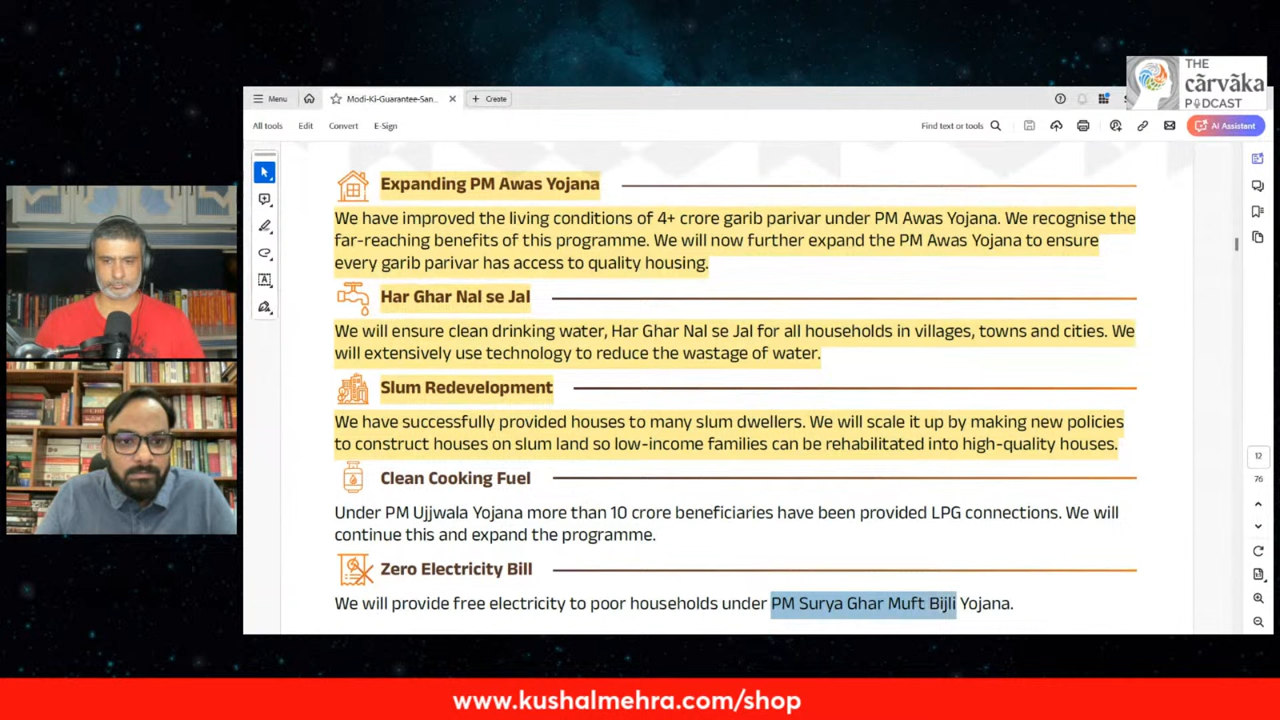 THE
cārvāka
PODCAST
Menu
Modi-Ki-Guarantee-San...
Create
All tools
Edit
Convert
E-Sign
Find text or tools
AI Assistant
Expanding PM Awas Yojana
We have improved the living conditions of 4+ crore garib parivar under PM Awas Yojana. We recognise the
far-reaching benefits of this programme. We will now further expand the PM Awas Yojana to ensure
every garib parivar has access to quality housing.
Har Ghar Nal se Jal
We will ensure clean drinking water, Har Ghar Nal se Jal for all households in villages, towns and cities. We
will extensively use technology to reduce the wastage of water.
Slum Redevelopment
We have successfully provided houses to many slum dwellers. We will scale it up by making new policies
to construct houses on slum land so low-income families can be rehabilitated into high-quality houses.
Clean Cooking Fuel
Under PM Ujjwala Yojana more than 10 crore beneficiaries have been provided LPG connections. We will
continue this and expand the programme.
Zero Electricity Bill
We will provide free electricity to poor households under PM Surya Ghar Muft Bijli Yojana.
12
76
www.kushalmehra.com/shop